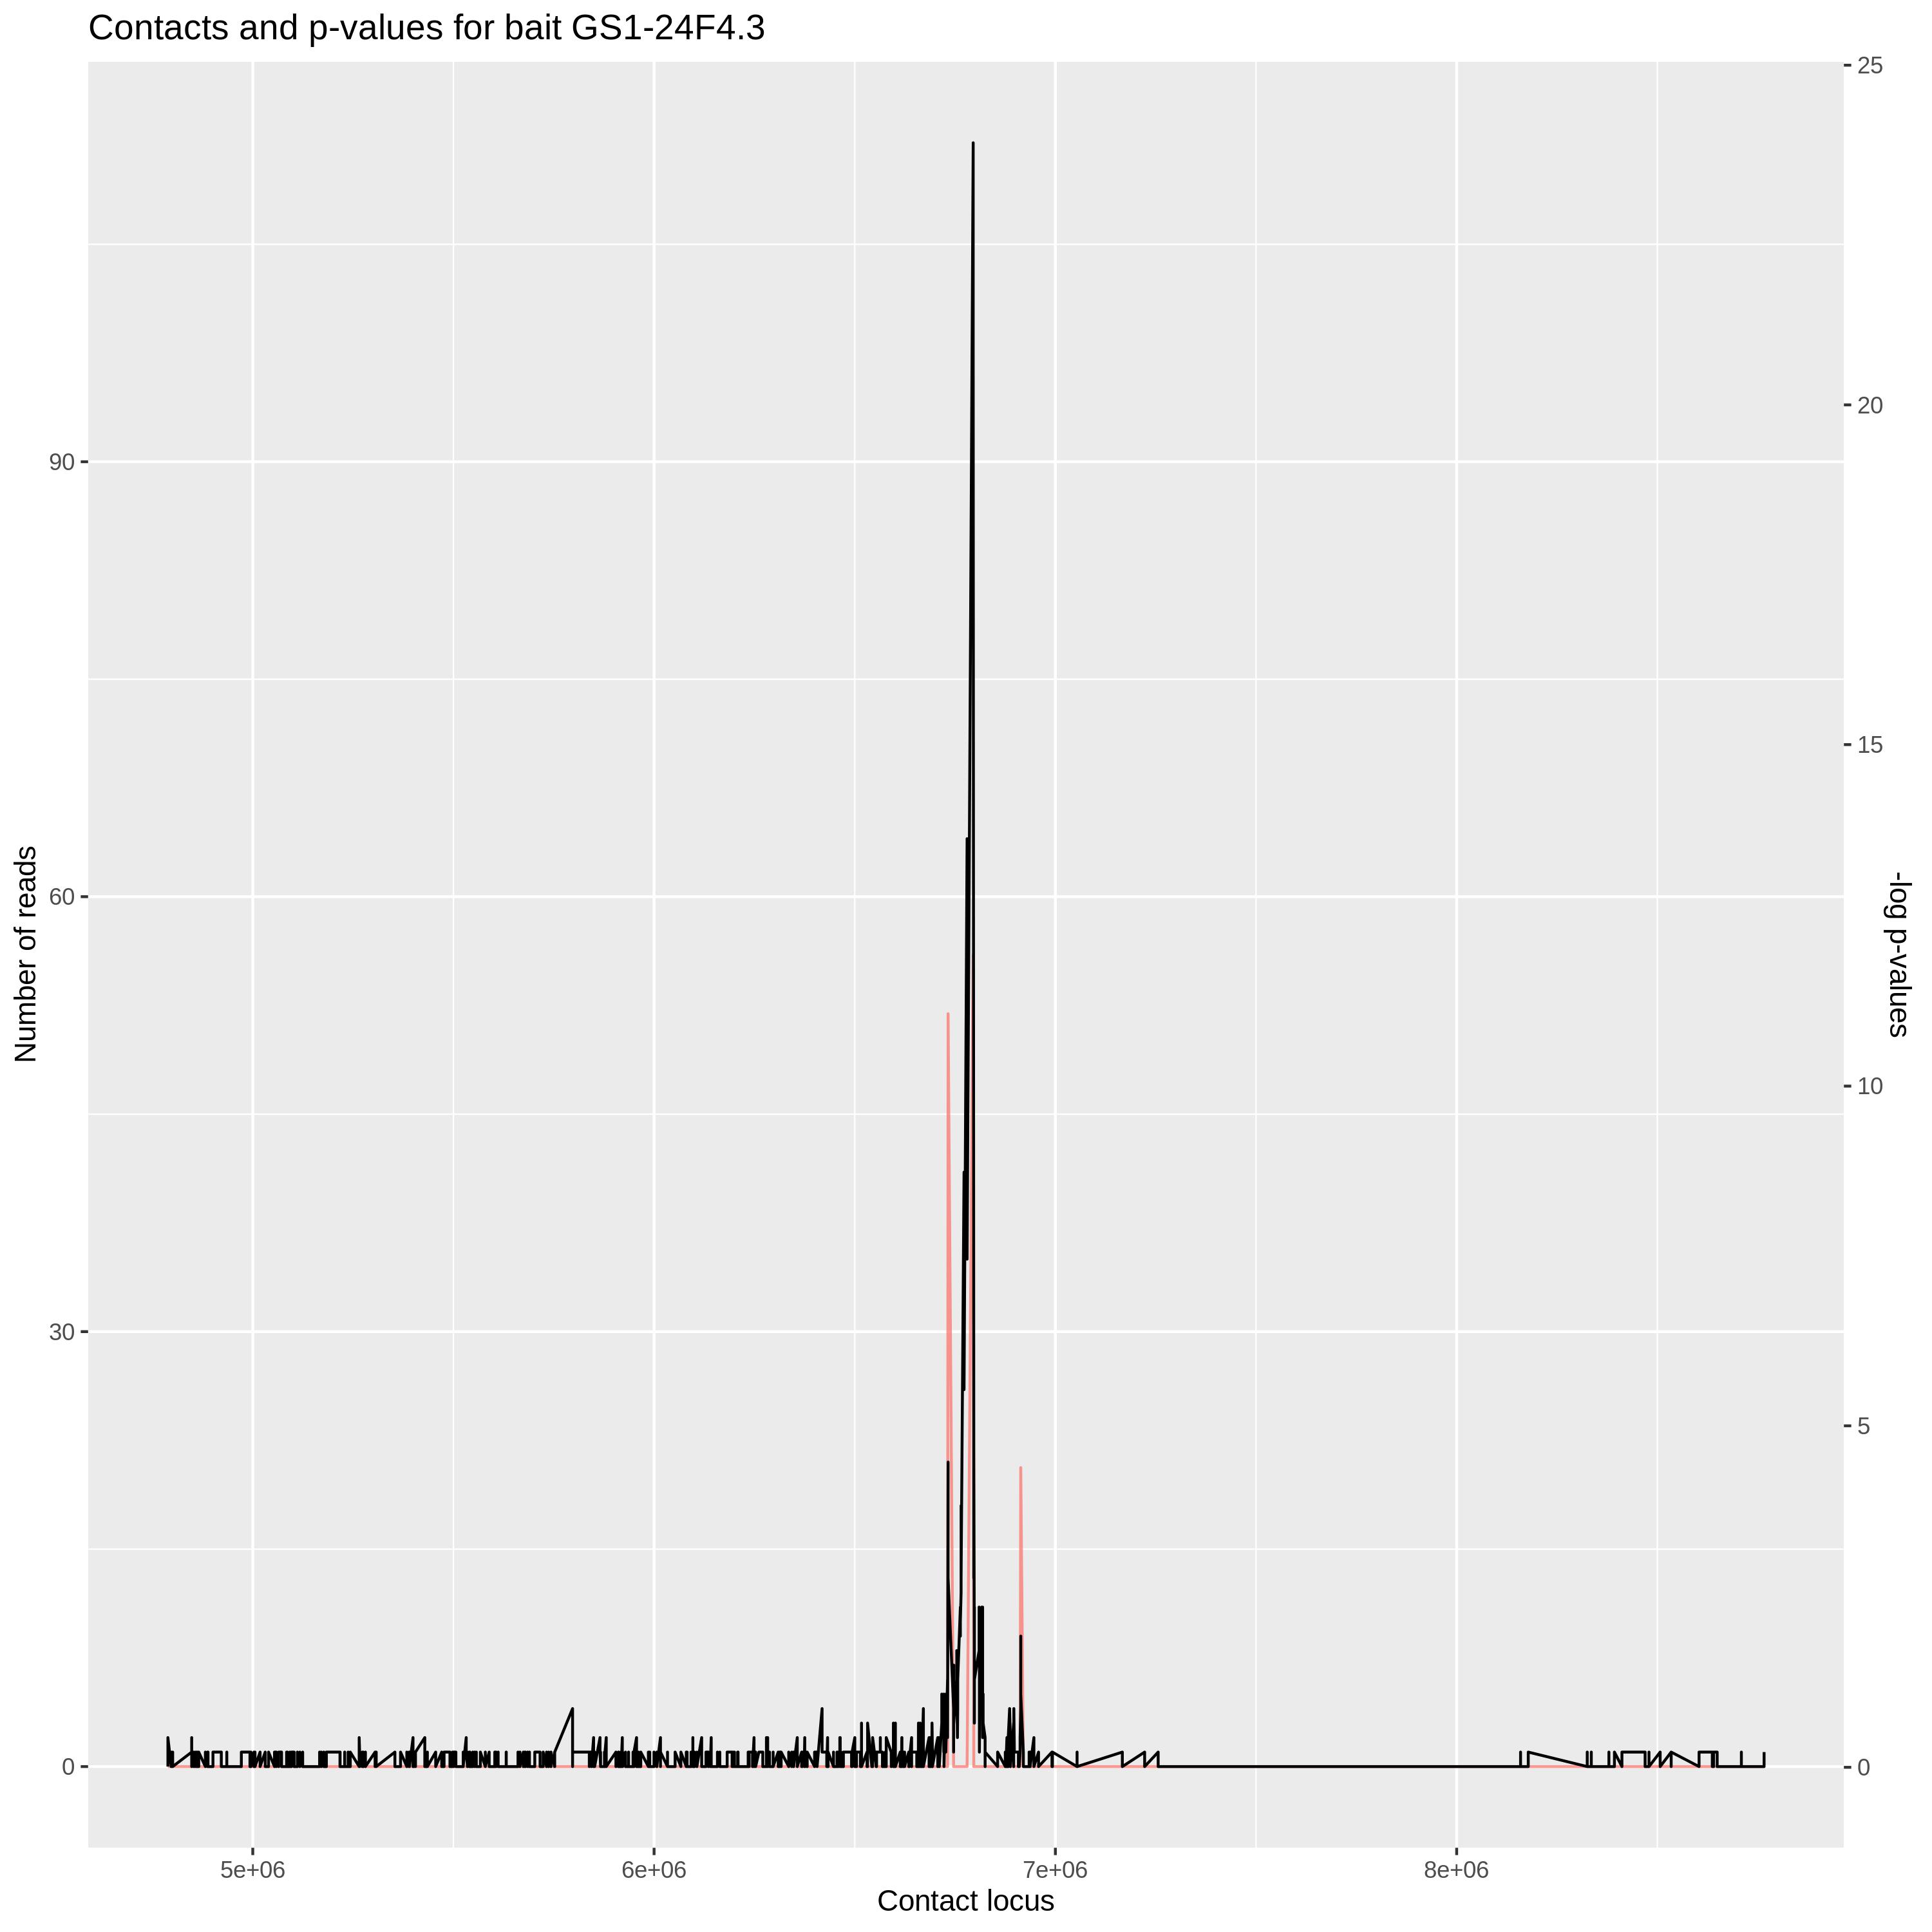 Contacts and p-values for bait GS1-24F4.3
Number of reads
90
60
30
0
25
20
15
10
5
0
-log p-values
5e+06
6e+06
7e+06
8e+06
Contact locus